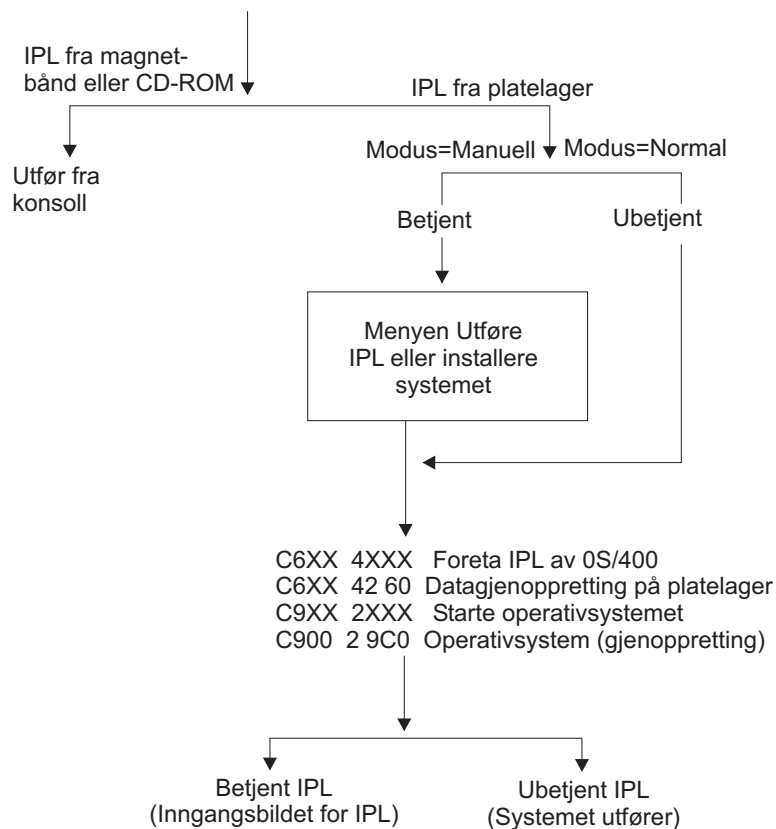 IPL fra magnet-
bånd eller CD-ROM
IPL fra platelager
Utfør fra
konsoll
Modus=Manuell
Modus=Normal
Betjent
Ubetjent
Menyen Utføre
IPL eller installere
systemet
C6XX 4XXX Foreta IPL av 0S/400
C6XX 42 60 Datagjenoppretting på platelager
C9XX 2XXX Starte operativsystemet
C900 2 9C0 Operativsystem (gjenoppretting)
Betjent IPL
(Inngangsbildet for IPL)
Ubetjent IPL
(Systemet utfører)